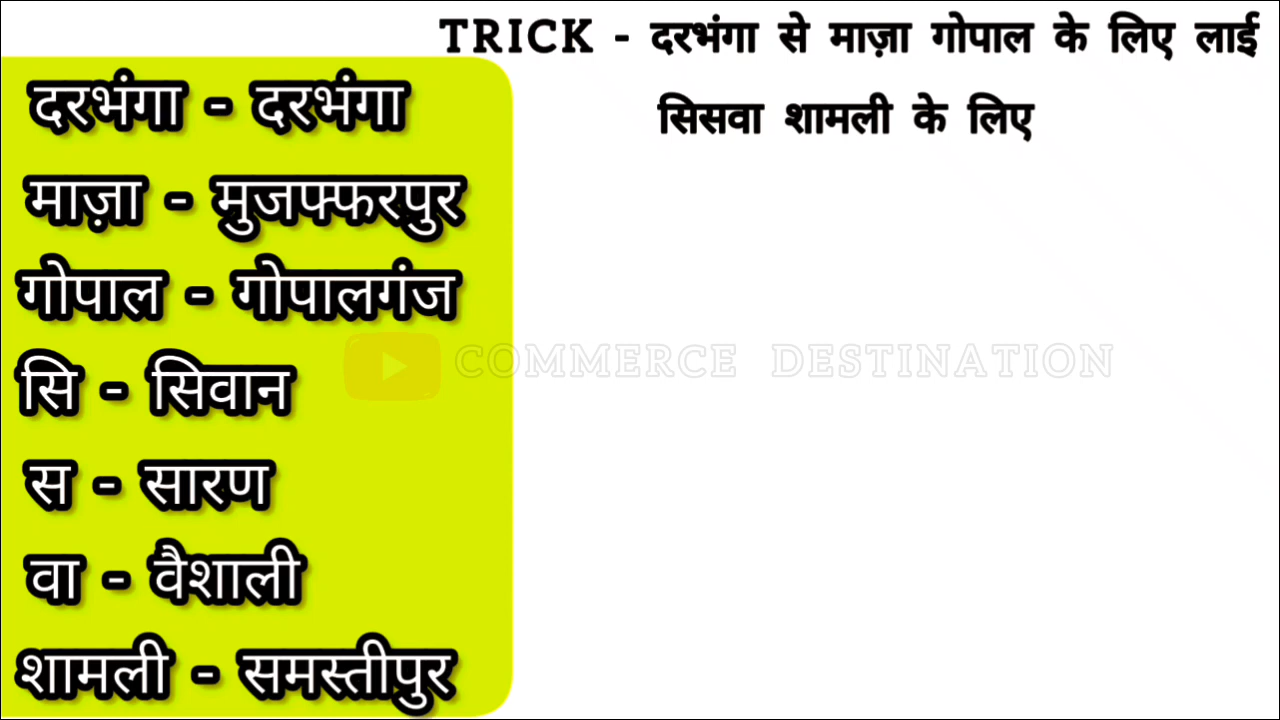 TRICK - दरभंगा से माज़ा गोपाल के लिए लाई
सिसवा शामली के लिए
दरभंगा - दरभंगा
माज़ा - मुजफ्फरपुर
गोपाल - गोपालगंज
सि - सिवान
स - सारण
वा - वैशाली
शामली - समस्तीपुर
COMMERCE DESTINATION